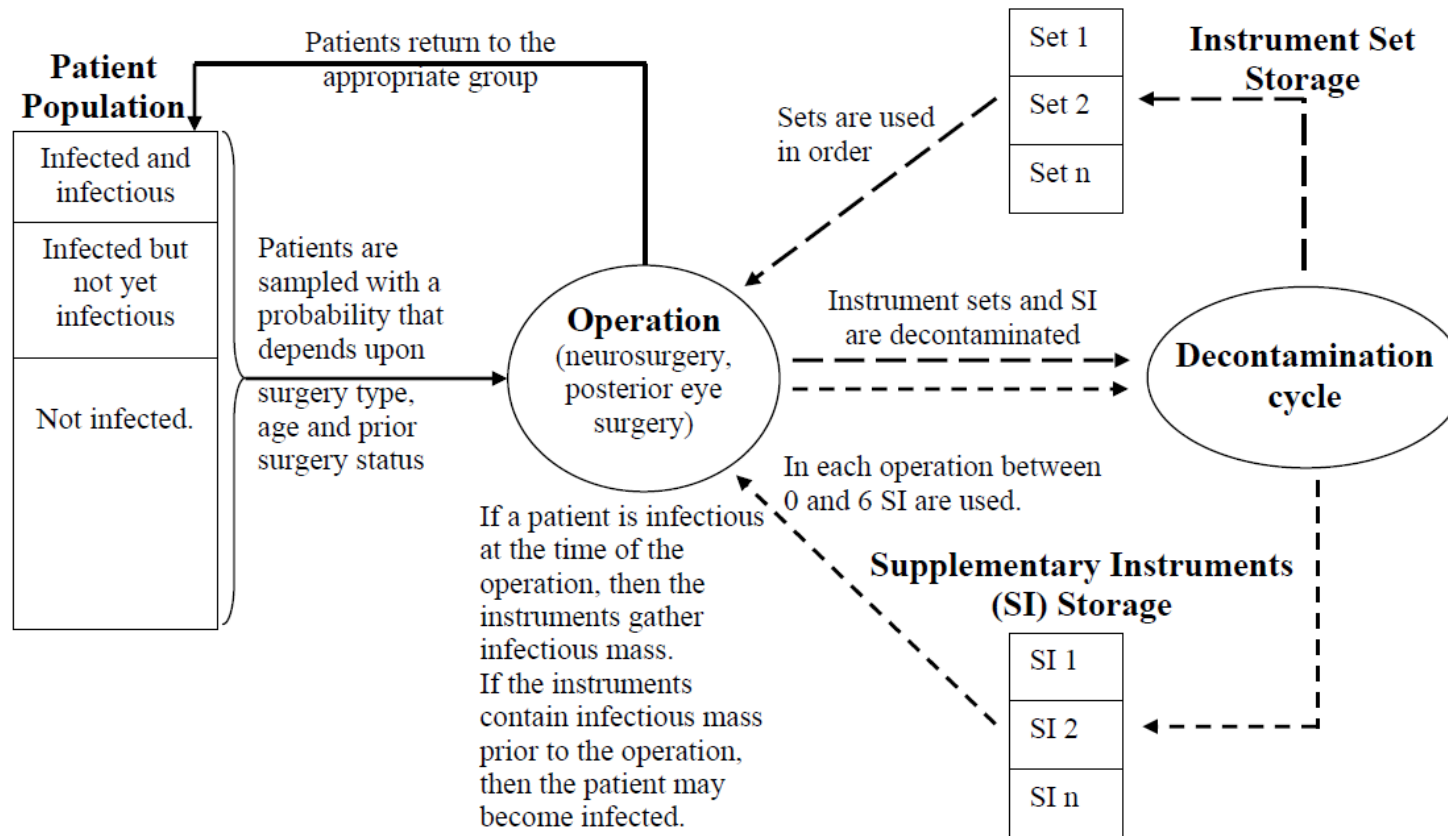 Patients return to the
appropriate group
Patient
Population
Infected and
infectious
Infected but
not yet
infectious
Not infected.
Patients are
sampled with a
probability that
depends upon
surgery type,
age and prior
surgery status
Operation
(neurosurgery,
posterior eye
surgery)
If a patient is infectious
at the time of the
operation, then the
instruments gather
infectious mass.
If the instruments
contain infectious mass
prior to the operation,
then the patient may
become infected.
Sets are used
in order
Set 1
Set 2
Set n
Instrument Set
Storage
Instrument sets and SI
are decontaminated
Decontamination
cycle
In each operation between
0 and 6 SI are used.
Supplementary Instruments
(SI) Storage
SI 1
SI 2
SI n